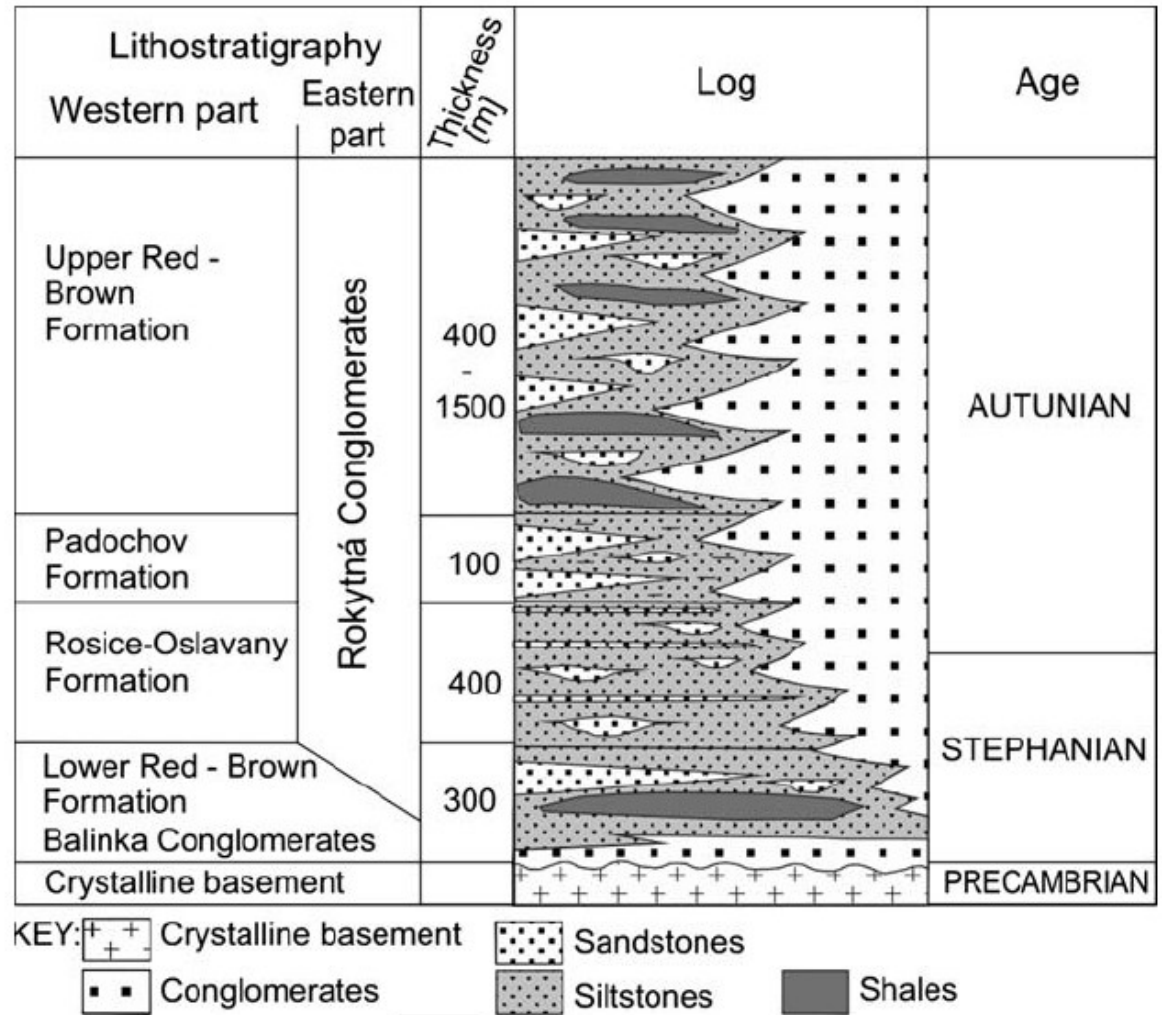 Lithostratigraphy
Western part
Eastern
part
Thickness
[m]
Log
Age
Upper Red -
Brown
Formation
Padochov
Formation
Rosice-Oslavany
Formation
Lower Red - Brown
Formation
Balinka Conglomerates
Crystalline basement
Rokytná Conglomerates
400
-
1500
100
400
300
AUTUNIAN
STEPHANIAN
PRECAMBRIAN
KEY:
Crystalline basement
Sandstones
Conglomerates
Siltstones
Shales